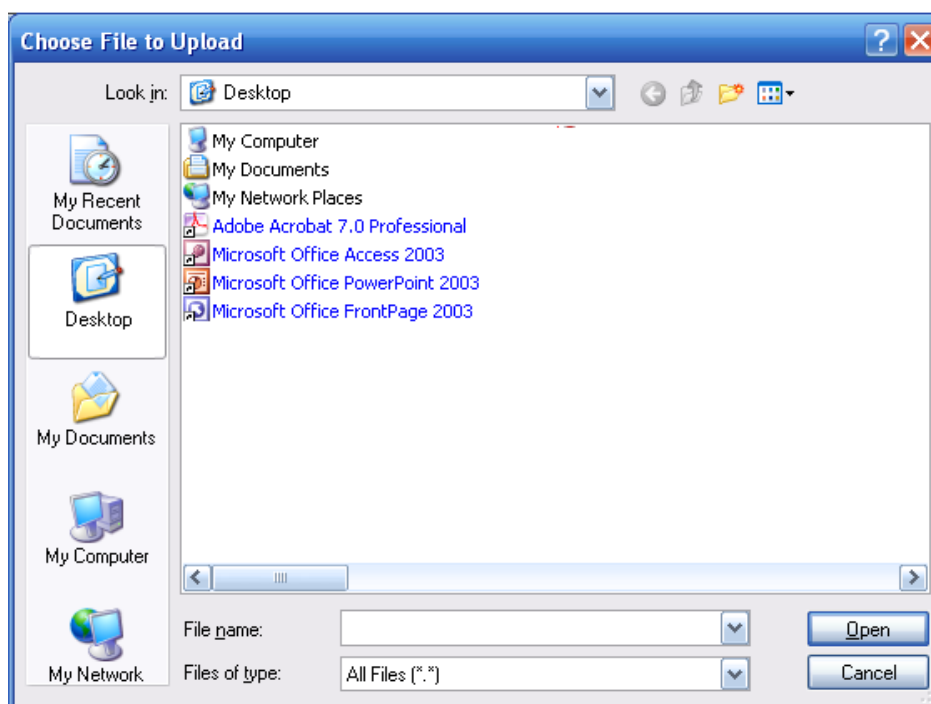 Choose File to Upload
Look in: Desktop
My Recent
Documents
Desktop
My Documents
My Computer
My Network
My Computer
My Documents
My Network Places
Adobe Acrobat 7.0 Professional
Microsoft Office Access 2003
Microsoft Office PowerPoint 2003
Microsoft Office FrontPage 2003
File name:
Open
Files of type: All Files (*.*)
Cancel